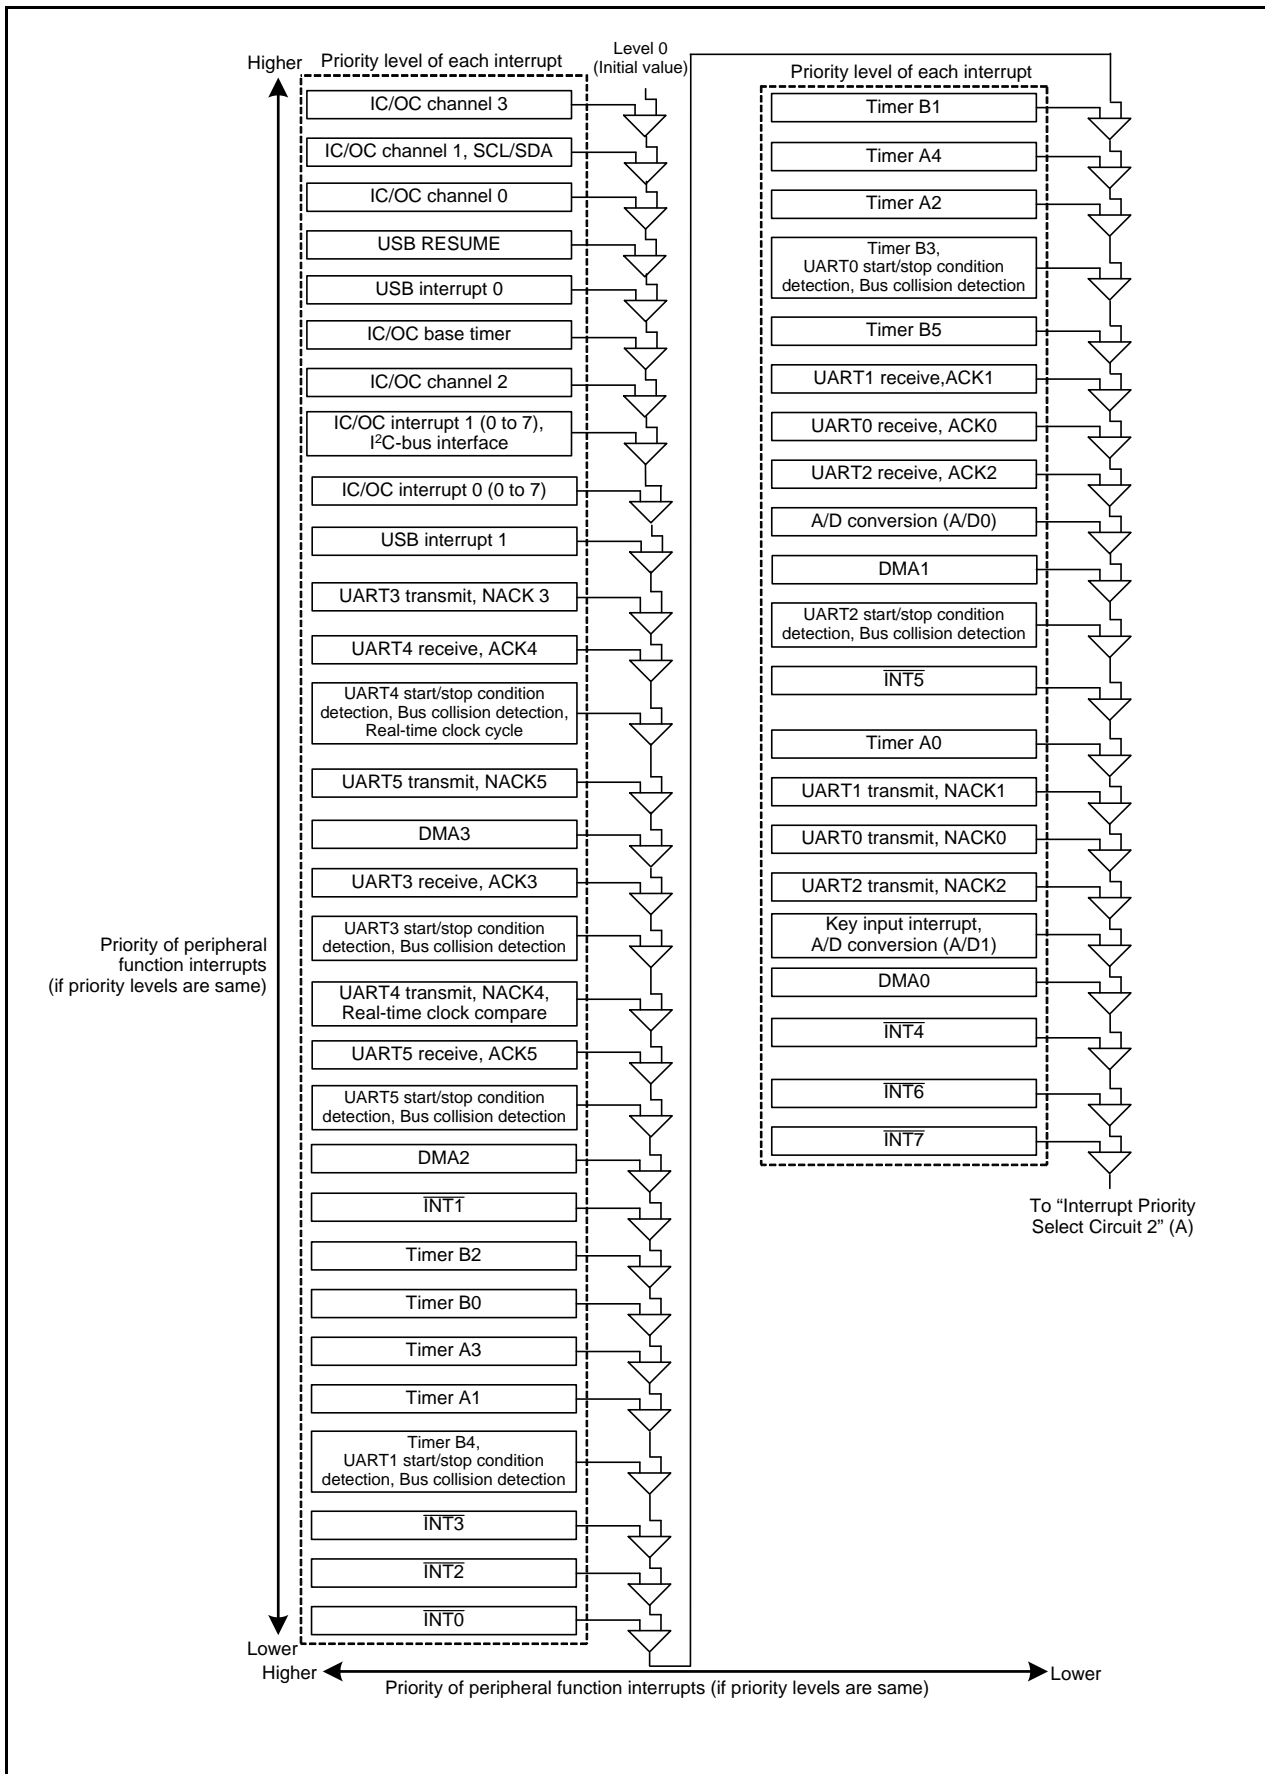 Higher
Priority level of each interrupt
Level 0
(Initial value)
IC/OC channel 3
IC/OC channel 1, SCL/SDA
IC/OC channel 0
USB RESUME
USB interrupt 0
IC/OC base timer
IC/OC channel 2
IC/OC interrupt 1 (0 to 7),
I²C-bus interface
IC/OC interrupt 0 (0 to 7)
USB interrupt 1
UART3 transmit, NACK 3
UART4 receive, ACK4
UART4 start/stop condition
detection, Bus collision detection,
Real-time clock cycle
UART5 transmit, NACK5
DMA3
UART3 receive, ACK3
UART3 start/stop condition
detection, Bus collision detection
UART4 transmit, NACK4,
Real-time clock compare
UART5 receive, ACK5
UART5 start/stop condition
detection, Bus collision detection
DMA2
INT1
Timer B2
Timer B0
Timer A3
Timer A1
Timer B4,
UART1 start/stop condition
detection, Bus collision detection
INT3
INT2
INT0
Priority of peripheral
function interrupts
(if priority levels are same)
Lower
Priority level of each interrupt
Timer B1
Timer A4
Timer A2
Timer B3,
UART0 start/stop condition
detection, Bus collision detection
Timer B5
UART1 receive,ACK1
UART0 receive, ACK0
UART2 receive, ACK2
A/D conversion (A/D0)
DMA1
UART2 start/stop condition
detection, Bus collision detection
INT5
Timer A0
UART1 transmit, NACK1
UART0 transmit, NACK0
UART2 transmit, NACK2
Key input interrupt,
A/D conversion (A/D1)
DMA0
INT4
INT6
INT7
To “Interrupt Priority
Select Circuit 2” (A)
Higher
Lower
Priority of peripheral function interrupts (if priority levels are same)